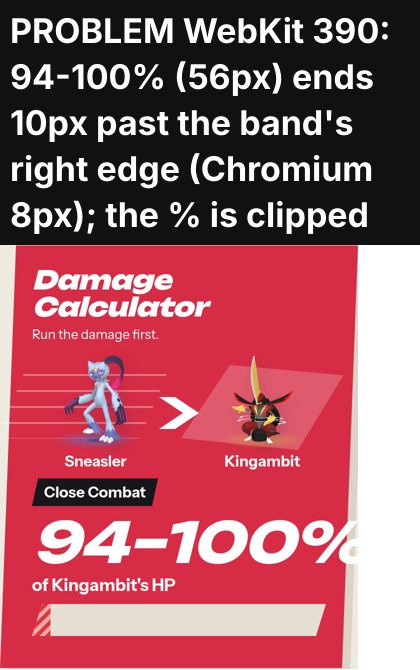 PROBLEM WebKit 390:
94-100% (56px) ends
10px past the band's
right edge (Chromium
8px); the % is clipped
Damage
Calculator
Run the damage first.
Sneasler
Kingambit
Close Combat
94–100%
of Kingambit's HP